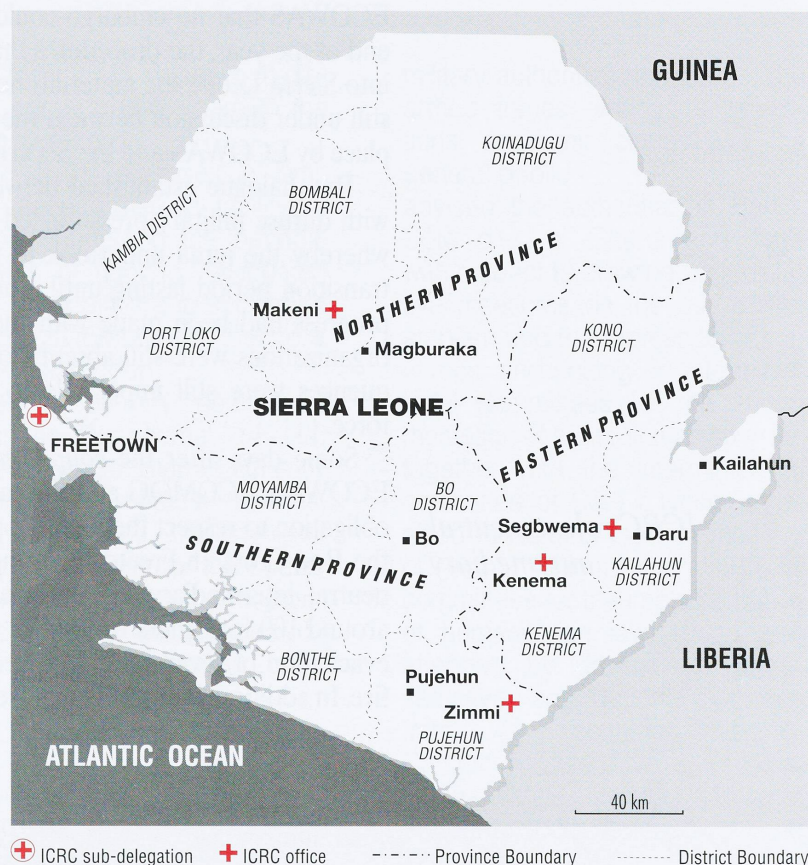 GUINEA
KOINADUGU
DISTRICT
BOMBALI
DISTRICT
KAMBIA DISTRICT
NORTHERN PROVINCE
Makeni
PORT LOKO
DISTRICT
Magburaka
KONO
DISTRICT
SIERRA LEONE
EASTERN PROVINCE
FREETOWN
Kailahun
MOYAMBA
DISTRICT
BO
DISTRICT
Segbwema
Daru
Bo
SOUTHERN PROVINCE
Kenema
KAILAHUN
DISTRICT
KENEMA
DISTRICT
LIBERIA
BONTHE
DISTRICT
Pujehun
Zimmi
PUJEHUN
DISTRICT
ATLANTIC OCEAN
40 km
ICRC sub-delegation
ICRC office
Province Boundary
District Boundary